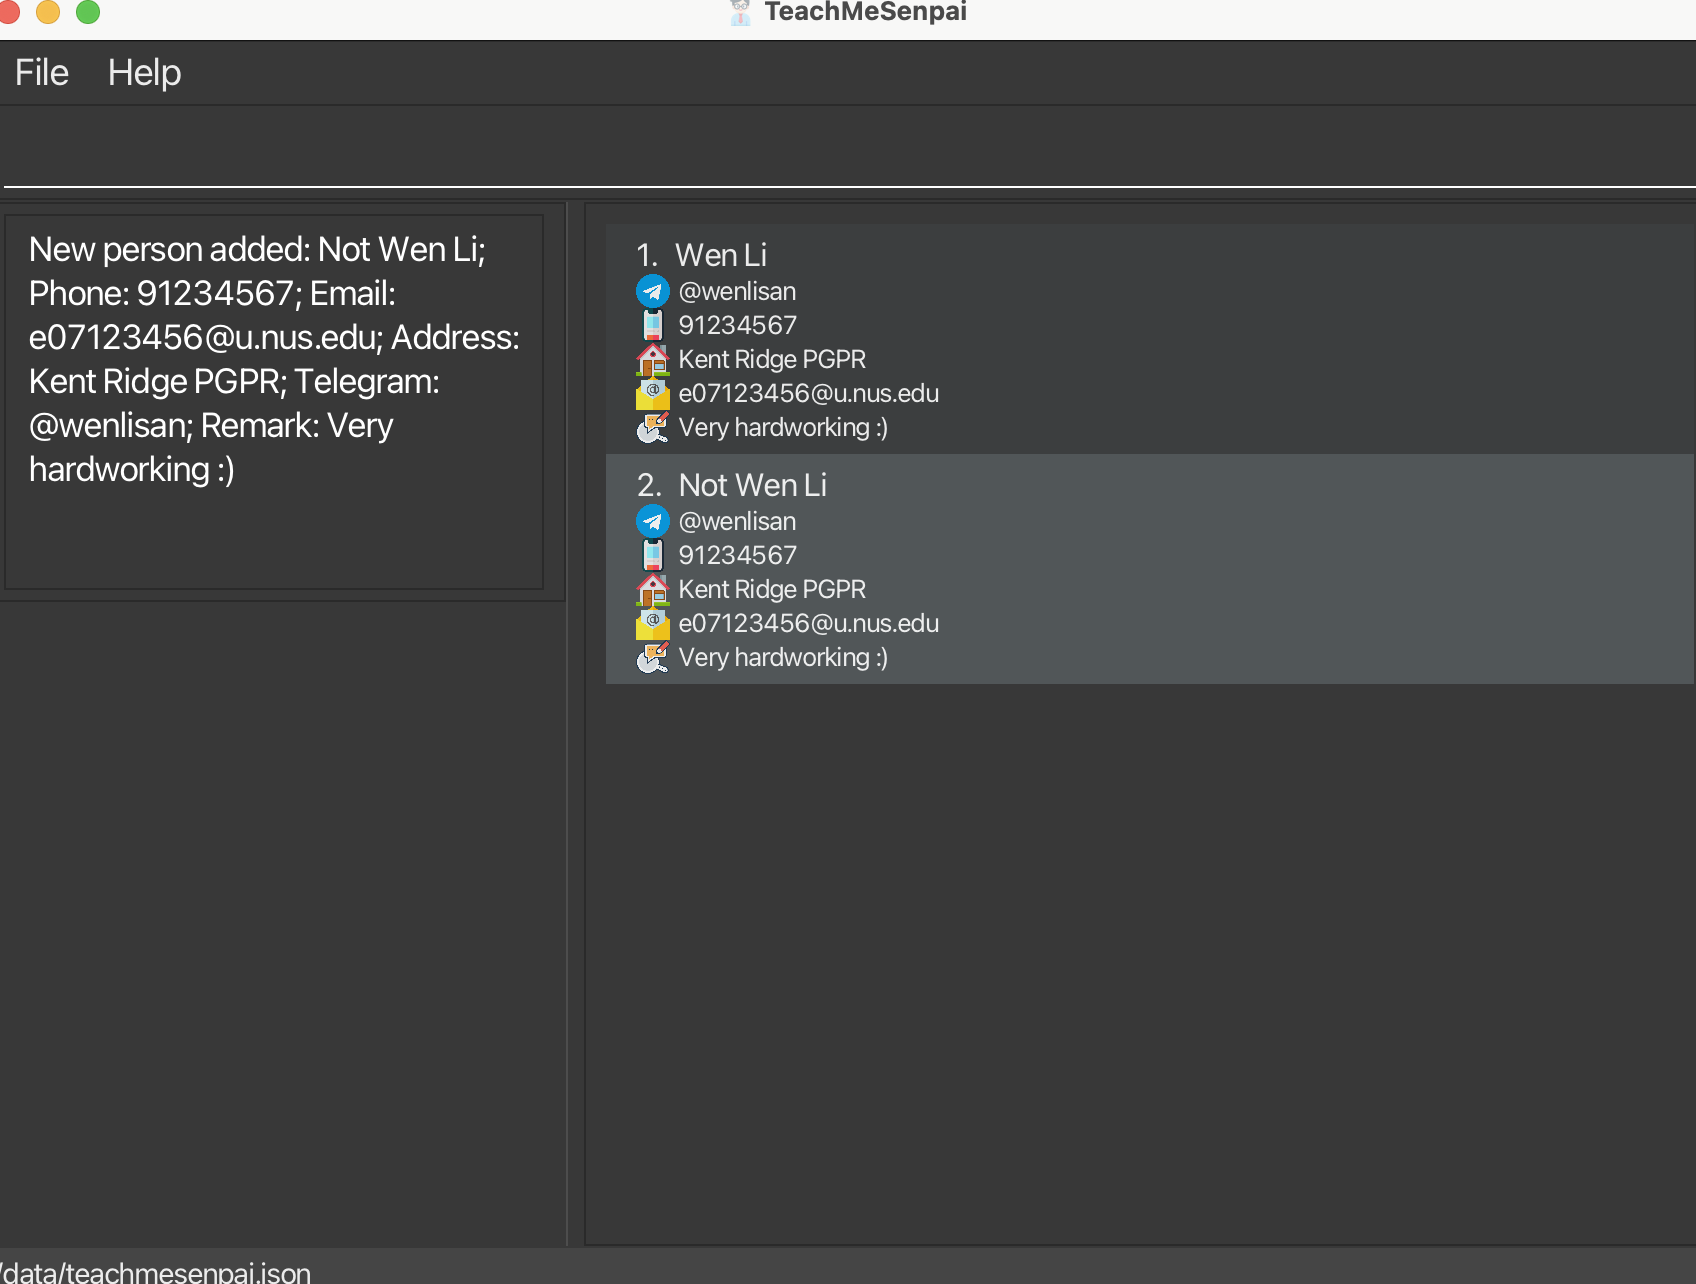 TeachMeSenpai
File Help
New person added: Not Wen Li;
Phone: 91234567; Email:
e07123456@u.nus.edu; Address:
Kent Ridge PGPR; Telegram:
@wenlisan; Remark: Very
hardworking :)
1. Wen Li
@wenlisan
91234567
Kent Ridge PGPR
e07123456@u.nus.edu
Very hardworking :)
2. Not Wen Li
@wenlisan
91234567
Kent Ridge PGPR
e07123456@u.nus.edu
Very hardworking :)
/data/teachmesenpai.json